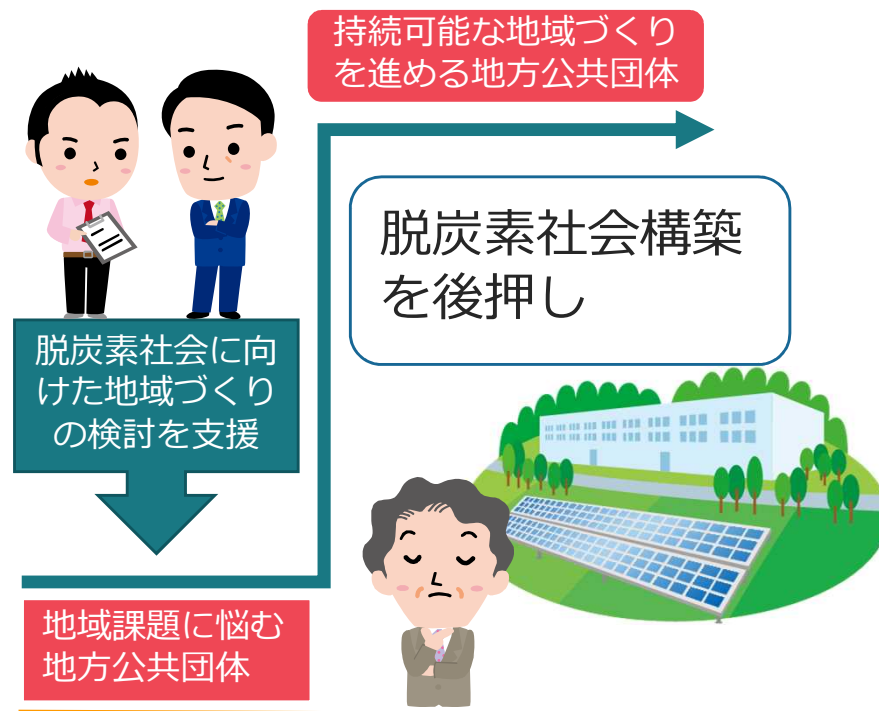 持続可能な地域づくり
を進める地方公共団体
脱炭素社会構築
を後押し
脱炭素社会に向
けた地域づくり
の検討を支援
地域課題に悩む
地方公共団体